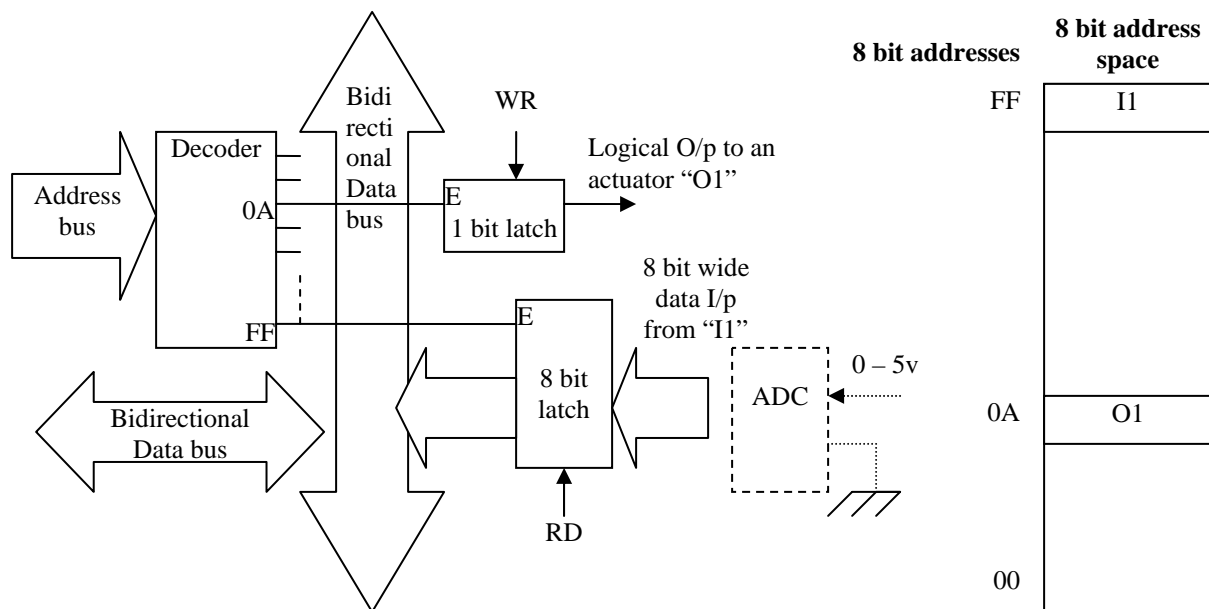 8 bit addresses
8 bit address
space
FF
I1
0A
O1
00
Bidi
recti
onal
Data
bus
WR
Decoder
Logical O/p to an
actuator “O1”
Address
bus
0A
E
1 bit latch
8 bit wide
data I/p
from “I1”
FF
E
8 bit
latch
ADC
0 – 5v
Bidirectional
Data bus
RD